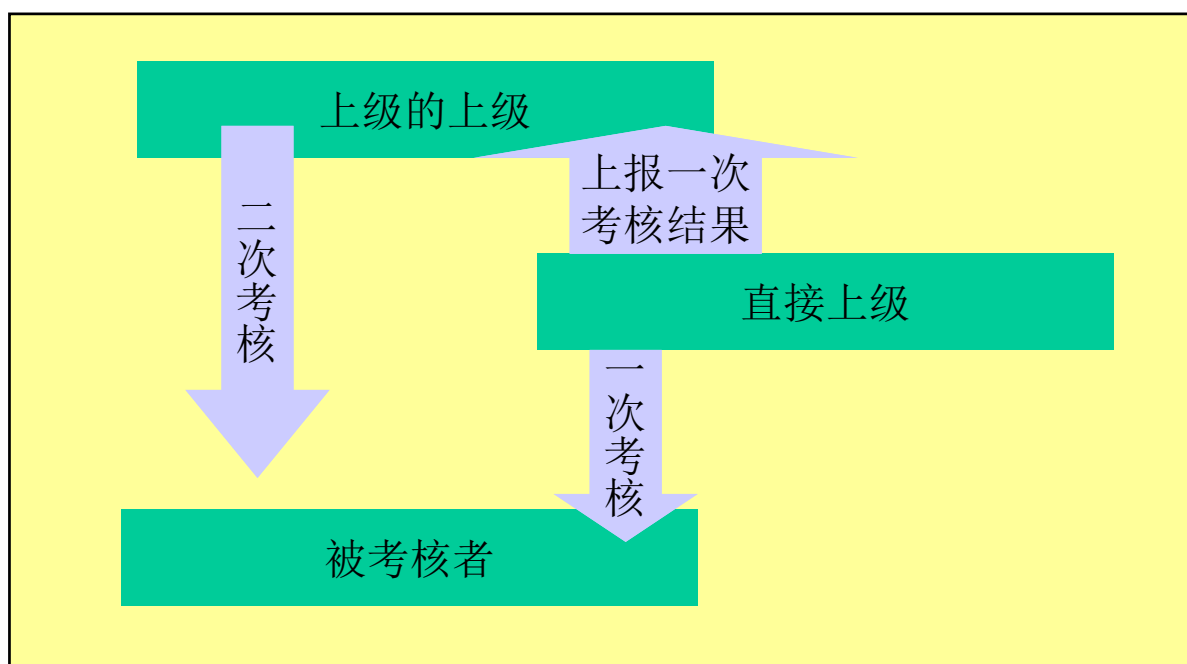 上级的上级
上报一次
考核结果
二次考核
直接上级
一次考核
被考核者